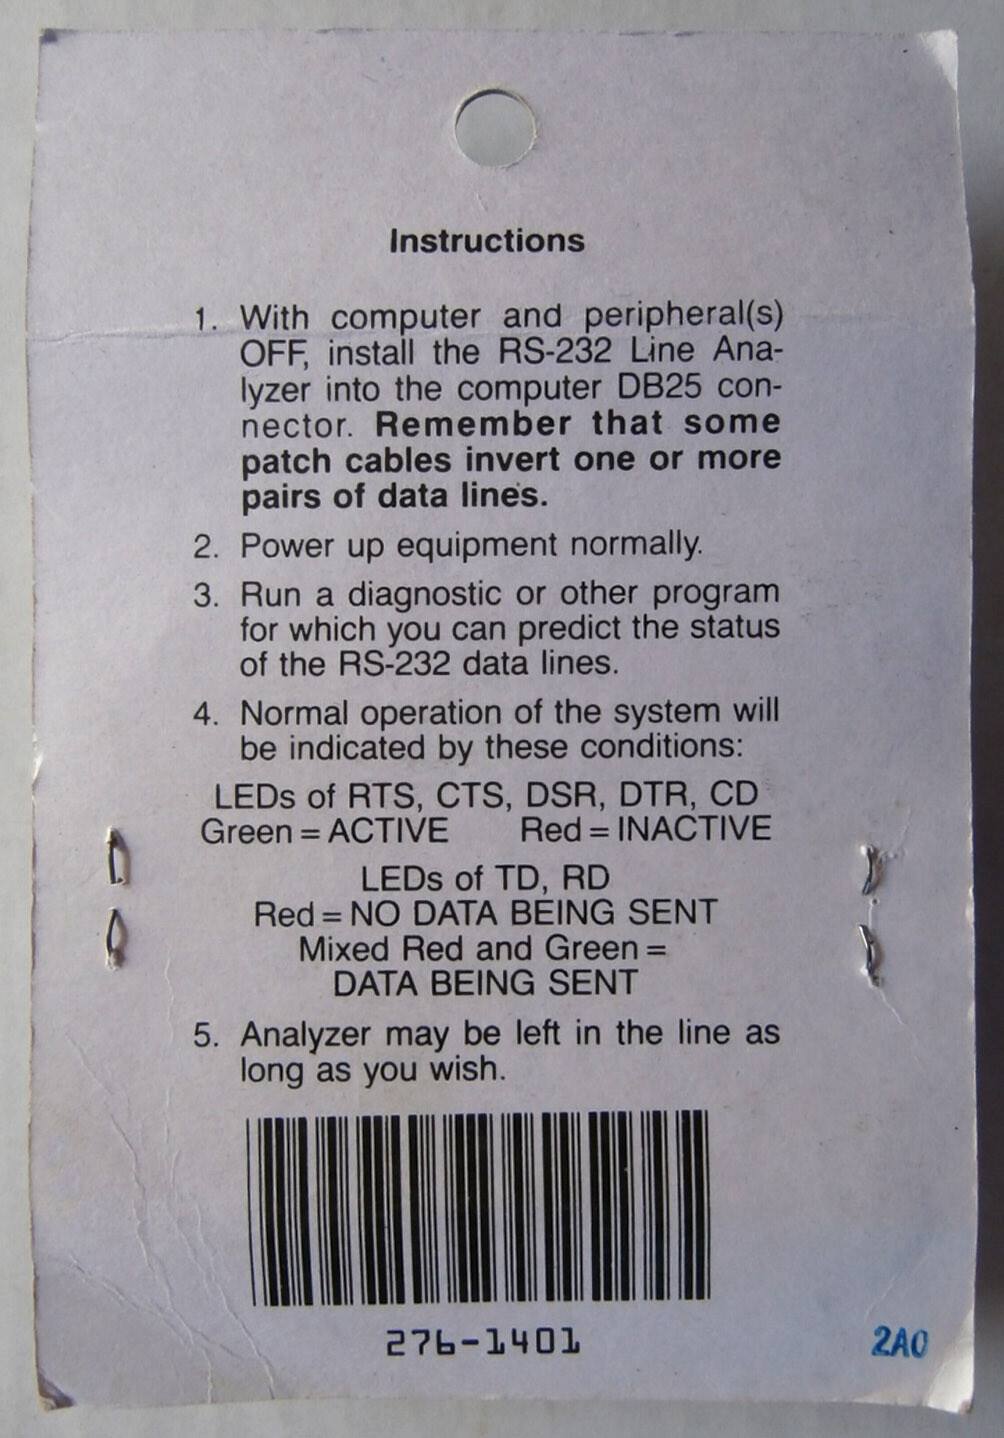 Instructions
1. With computer and peripheral(s)
OFF, install the RS-232 Line Ana-
lyzer into the computer DB25 con-
nector. Remember that some
patch cables invert one or more
pairs of data lines.
2. Power up equipment normally.
3. Run a diagnostic or other program
for which you can predict the status
of the RS-232 data lines.
4. Normal operation of the system will
be indicated by these conditions:
LEDs of RTS, CTS, DSR, DTR, CD
Green = ACTIVE Red = INACTIVE
LEDs of TD, RD
Red = NO DATA BEING SENT
Mixed Red and Green =
DATA BEING SENT
5. Analyzer may be left in the line as
long as you wish.
276-1401
2A0